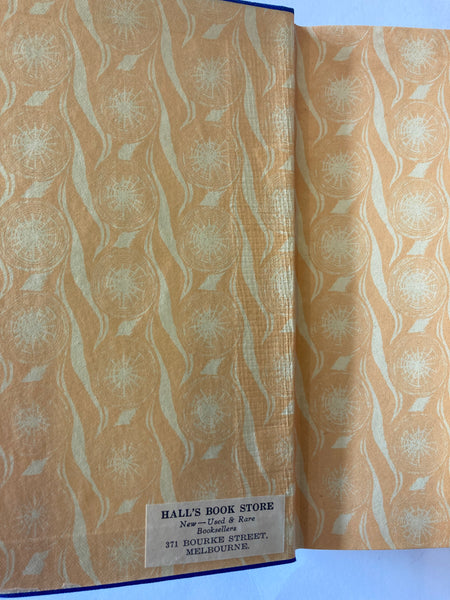 HALL'S BOOK STORE
New — Used & Rare
Booksellers
371 BOURKE STREET,
MELBOURNE.